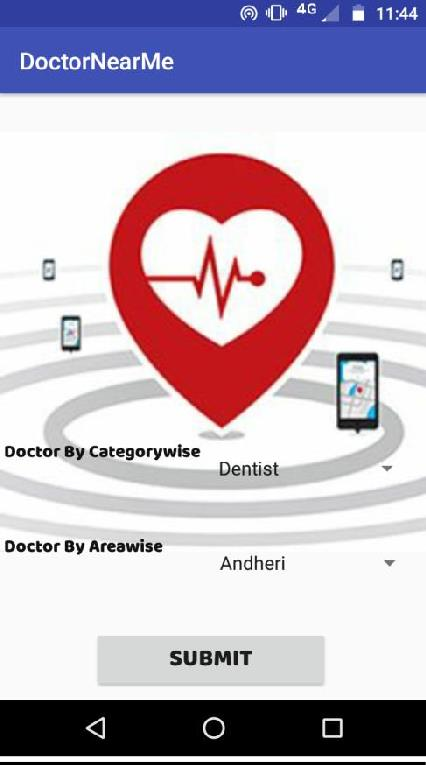 4G 11:44
DoctorNearMe
Doctor By Categorywise
Dentist
Doctor By Areawise
Andheri
SUBMIT